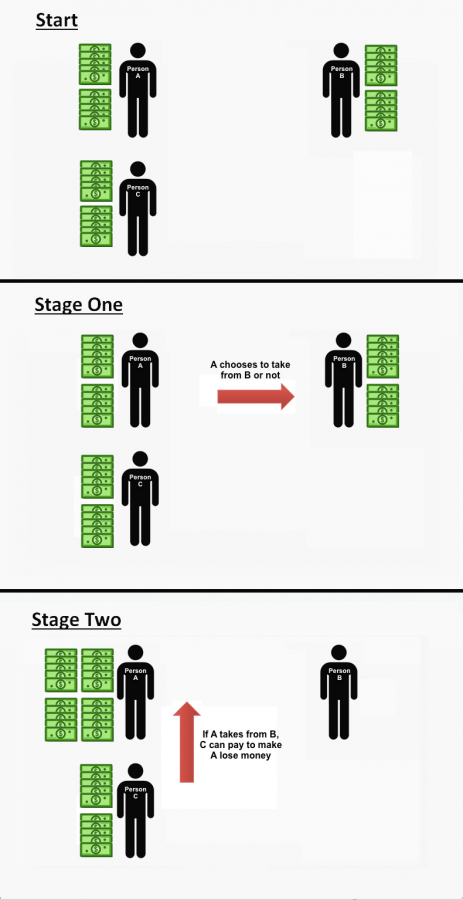 Start
Person
A
Person
B
Person
C
Stage One
Person
A
A chooses to take
from B or not
Person
B
Person
C
Stage Two
Person
A
Person
B
If A takes from B,
C can pay to make
A lose money
Person
C